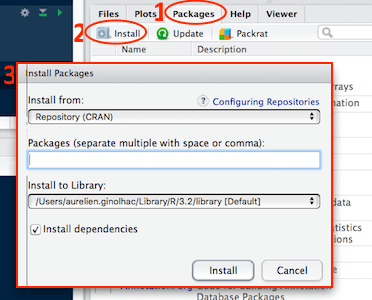 1
Files Plots Packages Help Viewer
2
Install Update Packrat
Name Description
3
Install Packages
Install from: ? Configuring Repositories
Repository (CRAN)
Packages (separate multiple with space or comma):
Install to Library:
/Users/aurelien.ginolhac/Library/R/3.2/library [Default]
Install dependencies
Install Cancel
rrays
mation
data
tistics
tions
Database Packages